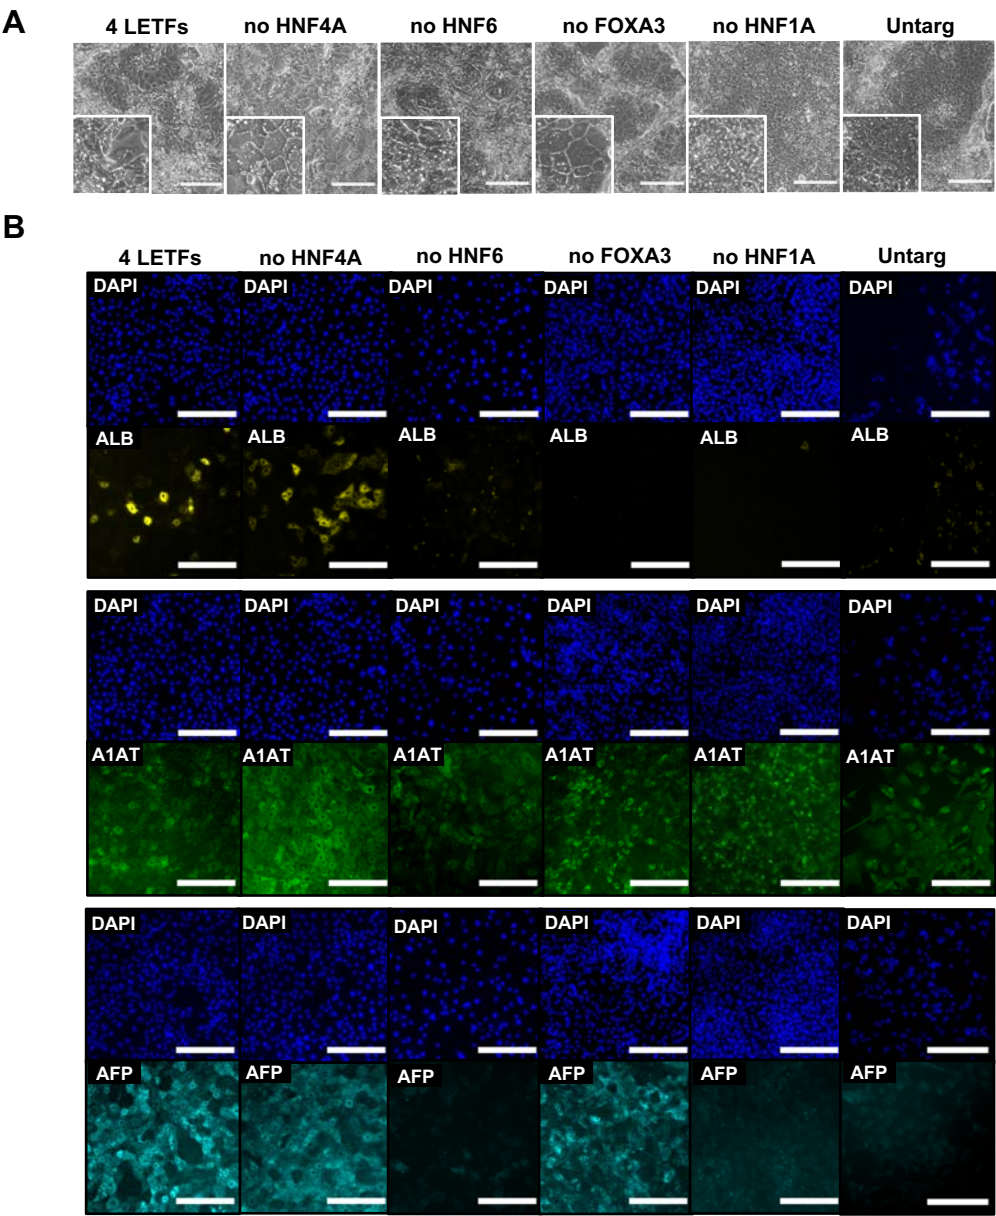 A
4 LETFs no HNF4A no HNF6 no FOXA3 no HNF1A Untarg
B
4 LETFs no HNF4A no HNF6 no FOXA3 no HNF1A Untarg
DAPI DAPI DAPI DAPI DAPI DAPI
ALB ALB ALB ALB ALB ALB
DAPI DAPI DAPI DAPI DAPI DAPI
A1AT A1AT A1AT A1AT A1AT A1AT
DAPI DAPI DAPI DAPI DAPI DAPI
AFP AFP AFP AFP AFP AFP